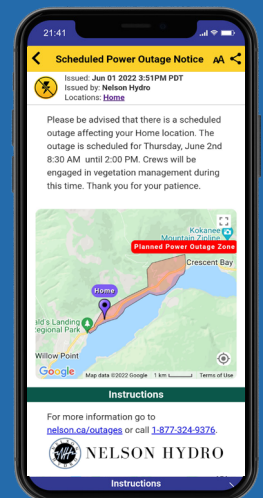 21:41
Scheduled Power Outage Notice AA
Issued: Jun 01 2022 3:51PM PDT
Issued by: Nelson Hydro
Locations: Home
Please be advised that there is a scheduled
outage affecting your Home location. The
outage is scheduled for Thursday, June 2nd
8:30 AM until 2:00 PM. Crews will be
engaged in vegetation management during
this time. Thank you for your patience.
Kokanee
Mountain Zipline
Planned Power Outage Zone
Crescent Bay
Home
ald's Landing
egional Park
Willow Point
Google Map data ©2022 Google 1 km Terms of Use
Instructions
For more information go to
nelson.ca/outages or call 1-877-324-9376.
NELSON HYDRO
Instructions